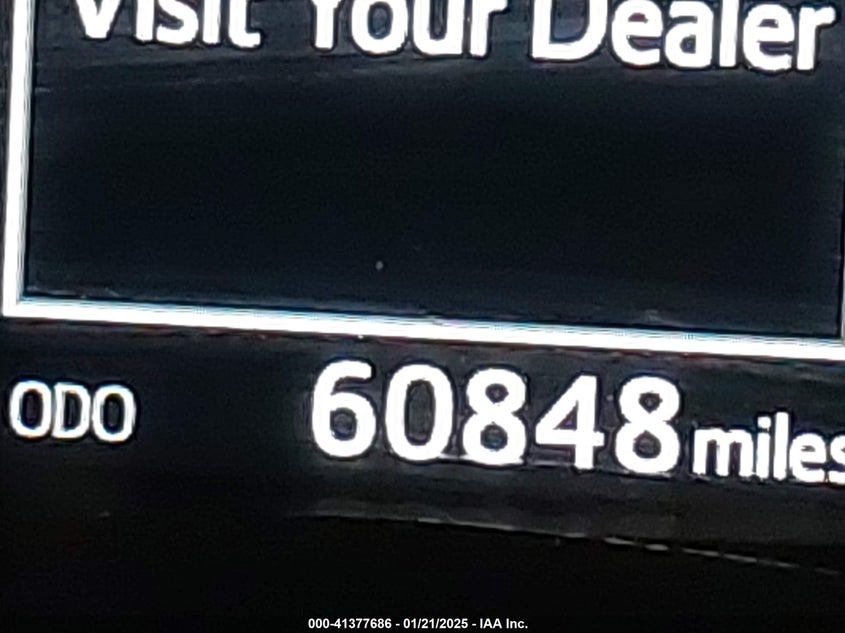 Visit Your Dealer
ODO 60848 miles
000-41377686 - 01/21/2025 - IAA Inc.